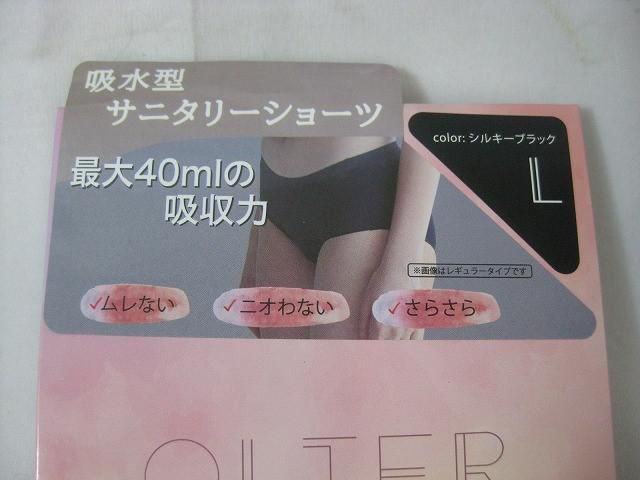 吸水型
サニタリーショーツ
color: シルキーブラック
L
最大40mlの
吸収力
※画像はレギュラータイプです
✓ムレない
✓ニオわない
✓さらさら
OLTER